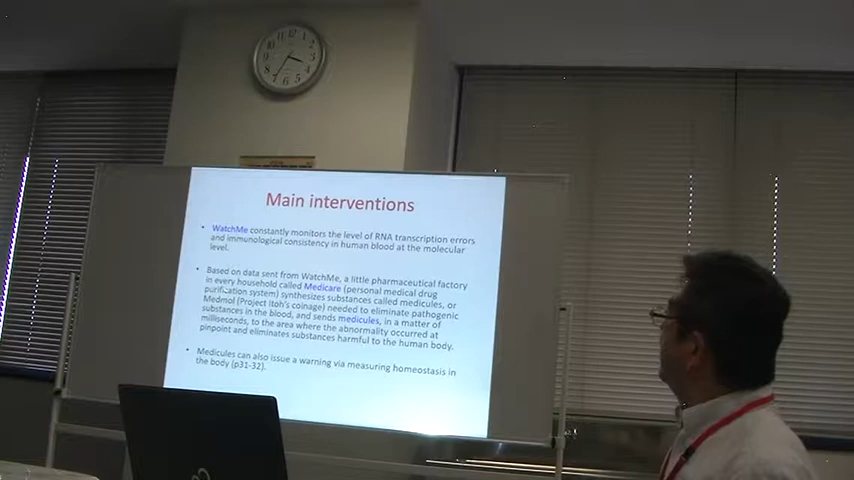 Main interventions
• WatchMe constantly monitors the level of RNA transcription errors
and immunological consistency in human blood at the molecular
level.
• Based on data sent from WatchMe, a little pharmaceutical factory
in every household called Medicare (personal medical drug
purification system) synthesizes substances called medicules, or
Medmol (Project Itoh's coinage) needed to eliminate pathogenic
substances in the blood, and sends medicules, in a matter of
milliseconds, to the area where the abnormality occurred at
pinpoint and eliminates substances harmful to the human body.
• Medicules can also issue a warning via measuring homeostasis in
the body (p31-32).